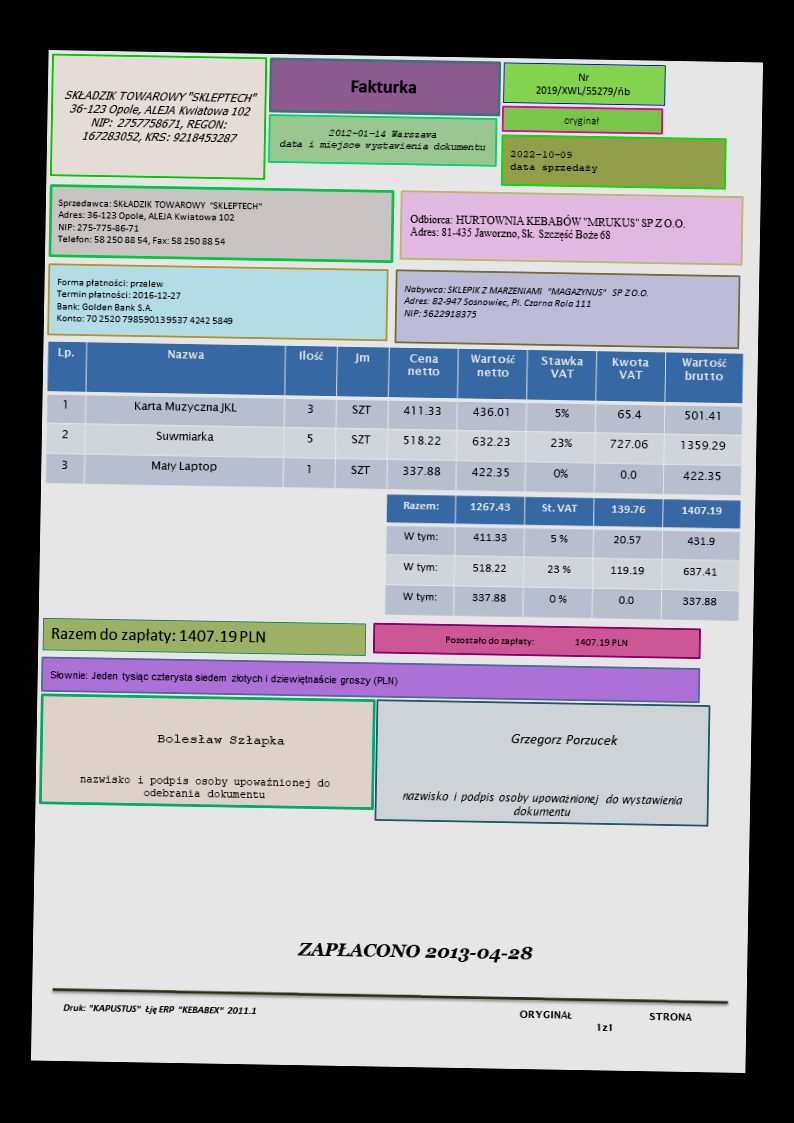 SKŁADZIK TOWAROWY "SKLEPTECH"
36-123 Opole, ALEJA Kwiatowa 102
NIP: 2757758671, REGON:
167283052, KRS: 9218453287
Fakturka
2012-01-14 Warszawa
data i miejsce wystawienia dokumentu
Nr
2019/XWL/55279/ńb
oryginał
2022-10-09
data sprzedaży
Sprzedawca: SKŁADZIK TOWAROWY "SKLEPTECH"
Adres: 36-123 Opole, ALEJA Kwiatowa 102
NIP: 275-775-86-71
Telefon: 58 250 88 54, Fax: 58 250 88 54
Odbiorca: HURTOWNIA KEBABÓW "MRUKUS" SP Z O.O.
Adres: 81-435 Jaworzno, Sk. Szczęść Boże 68
Forma płatności: przelew
Termin płatności: 2016-12-27
Bank: Golden Bank S.A.
Konto: 70 2520 798590139537 4242 5849
Nabywca: SKLEPIK Z MARZENIAMI "MAGAZYNUS" SP Z O.O.
Adres: 82-947 Sosnowiec, Pl. Czarna Rola 111
NIP: 5622918375
Lp. Nazwa Ilość Jm Cena netto Wartość netto Stawka VAT Kwota VAT Wartość brutto
1 Karta Muzyczna JKL 3 SZT 411.33 436.01 5% 65.4 501.41
2 Suwmiarka 5 SZT 518.22 632.23 23% 727.06 1359.29
3 Mały Laptop 1 SZT 337.88 422.35 0% 0.0 422.35
Razem: 1267.43 St. VAT 139.76 1407.19
W tym: 411.33 5 % 20.57 431.9
W tym: 518.22 23 % 119.19 637.41
W tym: 337.88 0 % 0.0 337.88
Razem do zapłaty: 1407.19 PLN
Pozostało do zapłaty: 1407.19 PLN
Słownie: Jeden tysiąc czterysta siedem złotych i dziewiętnaście groszy (PLN)
Bolesław Szłapka
nazwisko i podpis osoby upoważnionej do
odebrania dokumentu
Grzegorz Porzucek
nazwisko i podpis osoby upoważnionej do wystawienia
dokumentu
ZAPŁACONO 2013-04-28
Druk: "KAPUSTUS" Łję ERP "KEBABEX" 2011.1
ORYGINAŁ STRONA
1 z 1